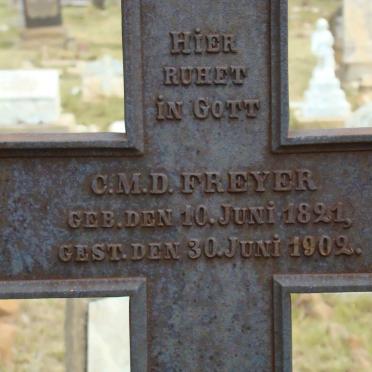 Hier
ruhet
in Gott
C.M.D. Freyer
geb. den 10. Juni 1821,
gest. den 30. Juni 1902.